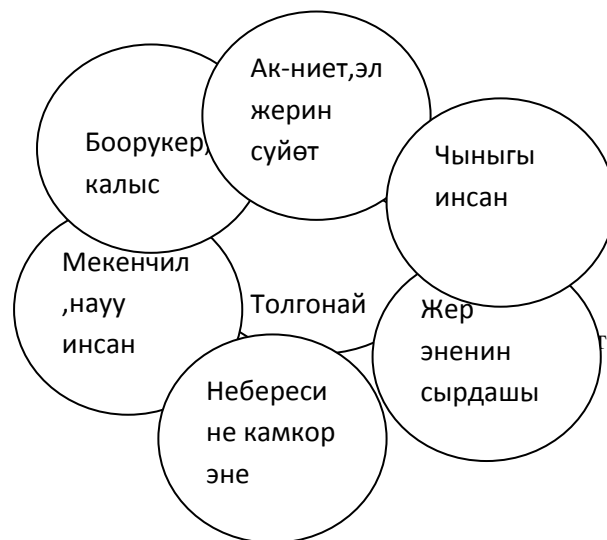 Ак-ниет,эл
жерин
суйөт
Боорукер,
калыс
Чыныгы
инсан
Мекенчил
,науу
инсан
Толгонай
Жер
эненин
сырдашы
Небереси
не камкор
эне
т